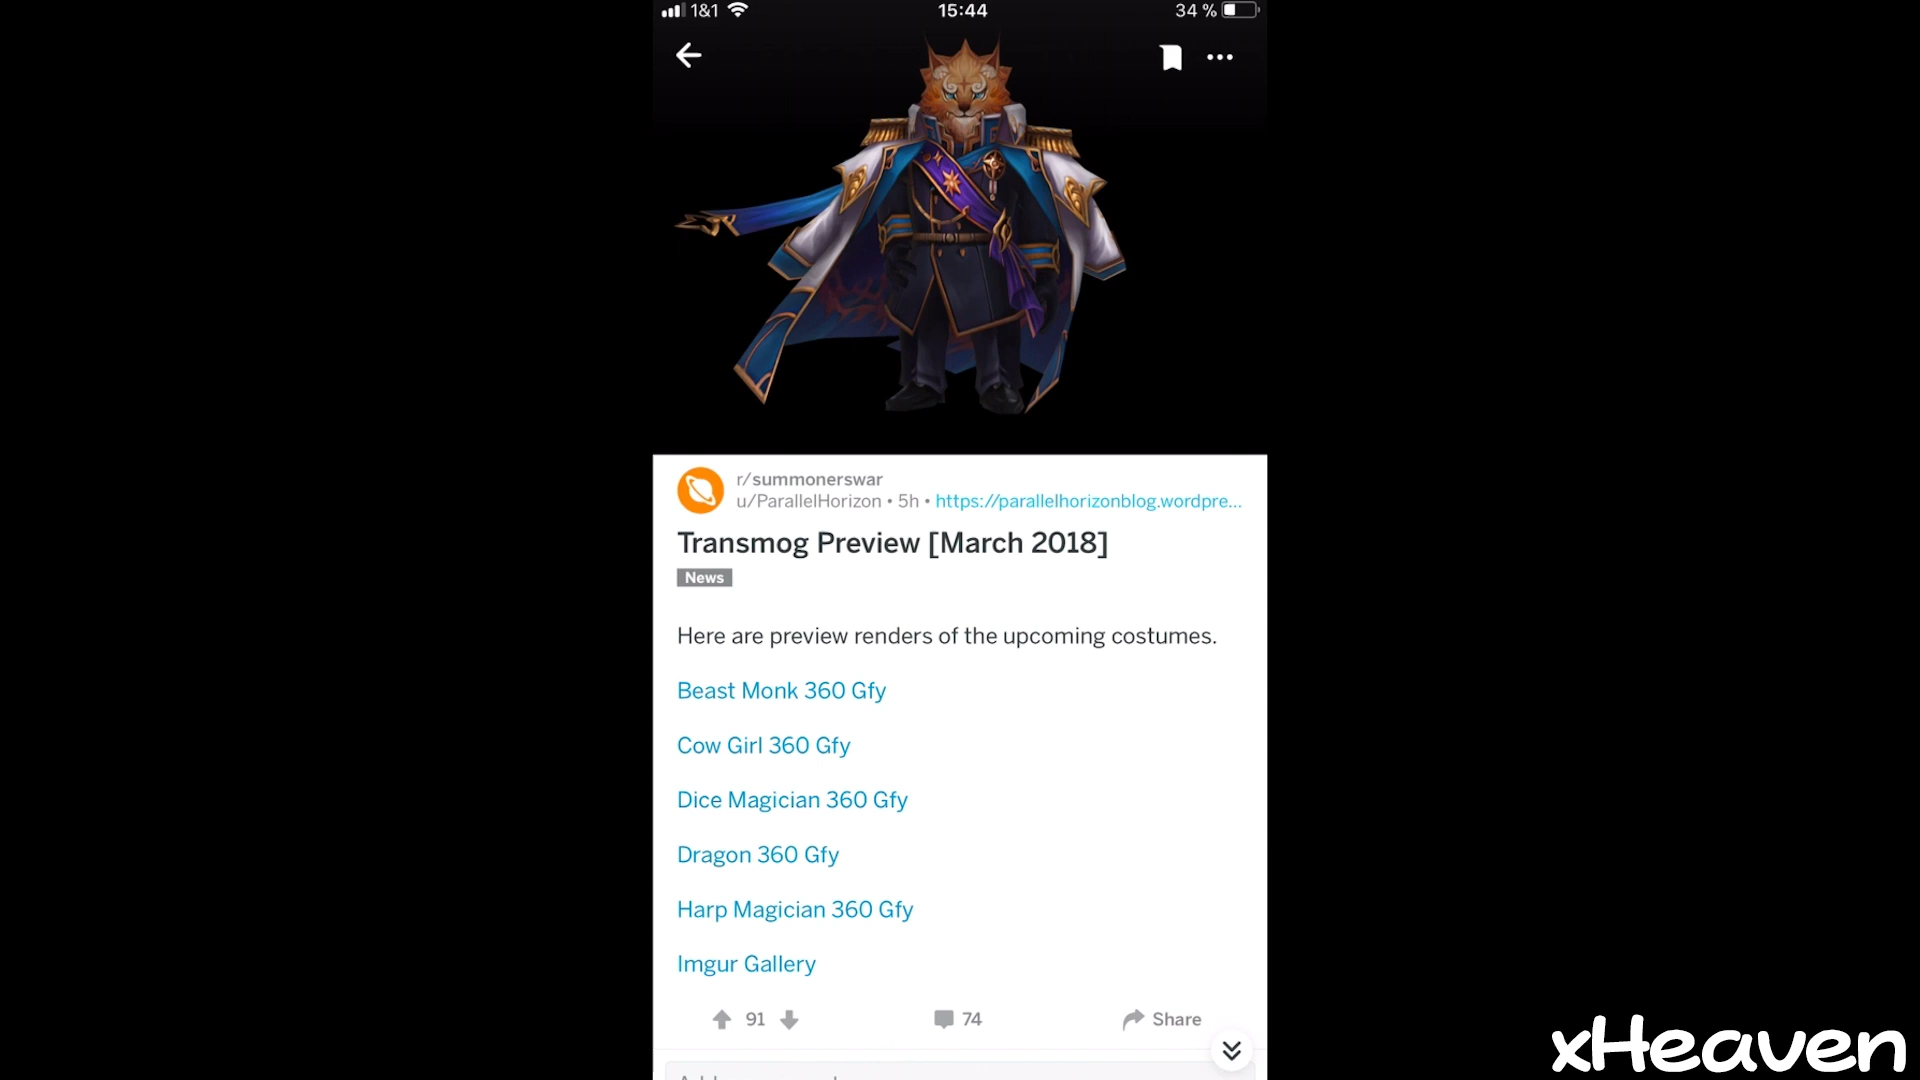 1&1
15:44
34 %
r/summonerswar
u/ParallelHorizon • 5h • https://parallelhorizonblog.wordpre...
Transmog Preview [March 2018]
News
Here are preview renders of the upcoming costumes.
Beast Monk 360 Gfy
Cow Girl 360 Gfy
Dice Magician 360 Gfy
Dragon 360 Gfy
Harp Magician 360 Gfy
Imgur Gallery
91
74
Share
xHeaven